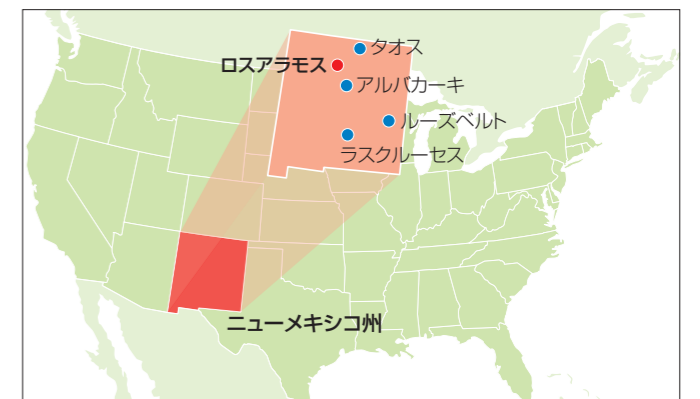 タオス
ロスアラモス
アルバカーキ
ルーズベルト
ラスクルーセス
ニューメキシコ州